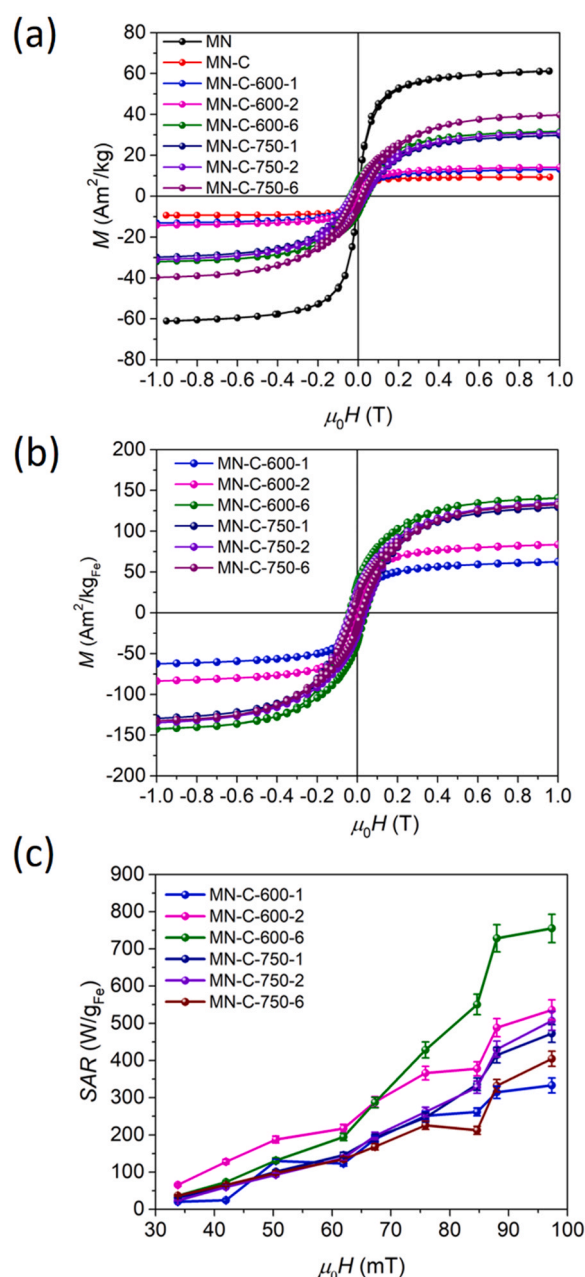 (a)
MN
MN-C
MN-C-600-1
MN-C-600-2
MN-C-600-6
MN-C-750-1
MN-C-750-2
MN-C-750-6
80
60
40
20
0
-20
-40
-60
-80
M (Am²/kg)
-1.0 -0.8 -0.6 -0.4 -0.2 0.0 0.2 0.4 0.6 0.8 1.0
μ₀H (T)
(b)
MN-C-600-1
MN-C-600-2
MN-C-600-6
MN-C-750-1
MN-C-750-2
MN-C-750-6
200
150
100
50
0
-50
-100
-150
-200
M (Am²/kg_Fe)
-1.0 -0.8 -0.6 -0.4 -0.2 0.0 0.2 0.4 0.6 0.8 1.0
μ₀H (T)
(c)
MN-C-600-1
MN-C-600-2
MN-C-600-6
MN-C-750-1
MN-C-750-2
MN-C-750-6
900
800
700
600
500
400
300
200
100
0
SAR (W/g_Fe)
30 40 50 60 70 80 90 100
μ₀H (mT)